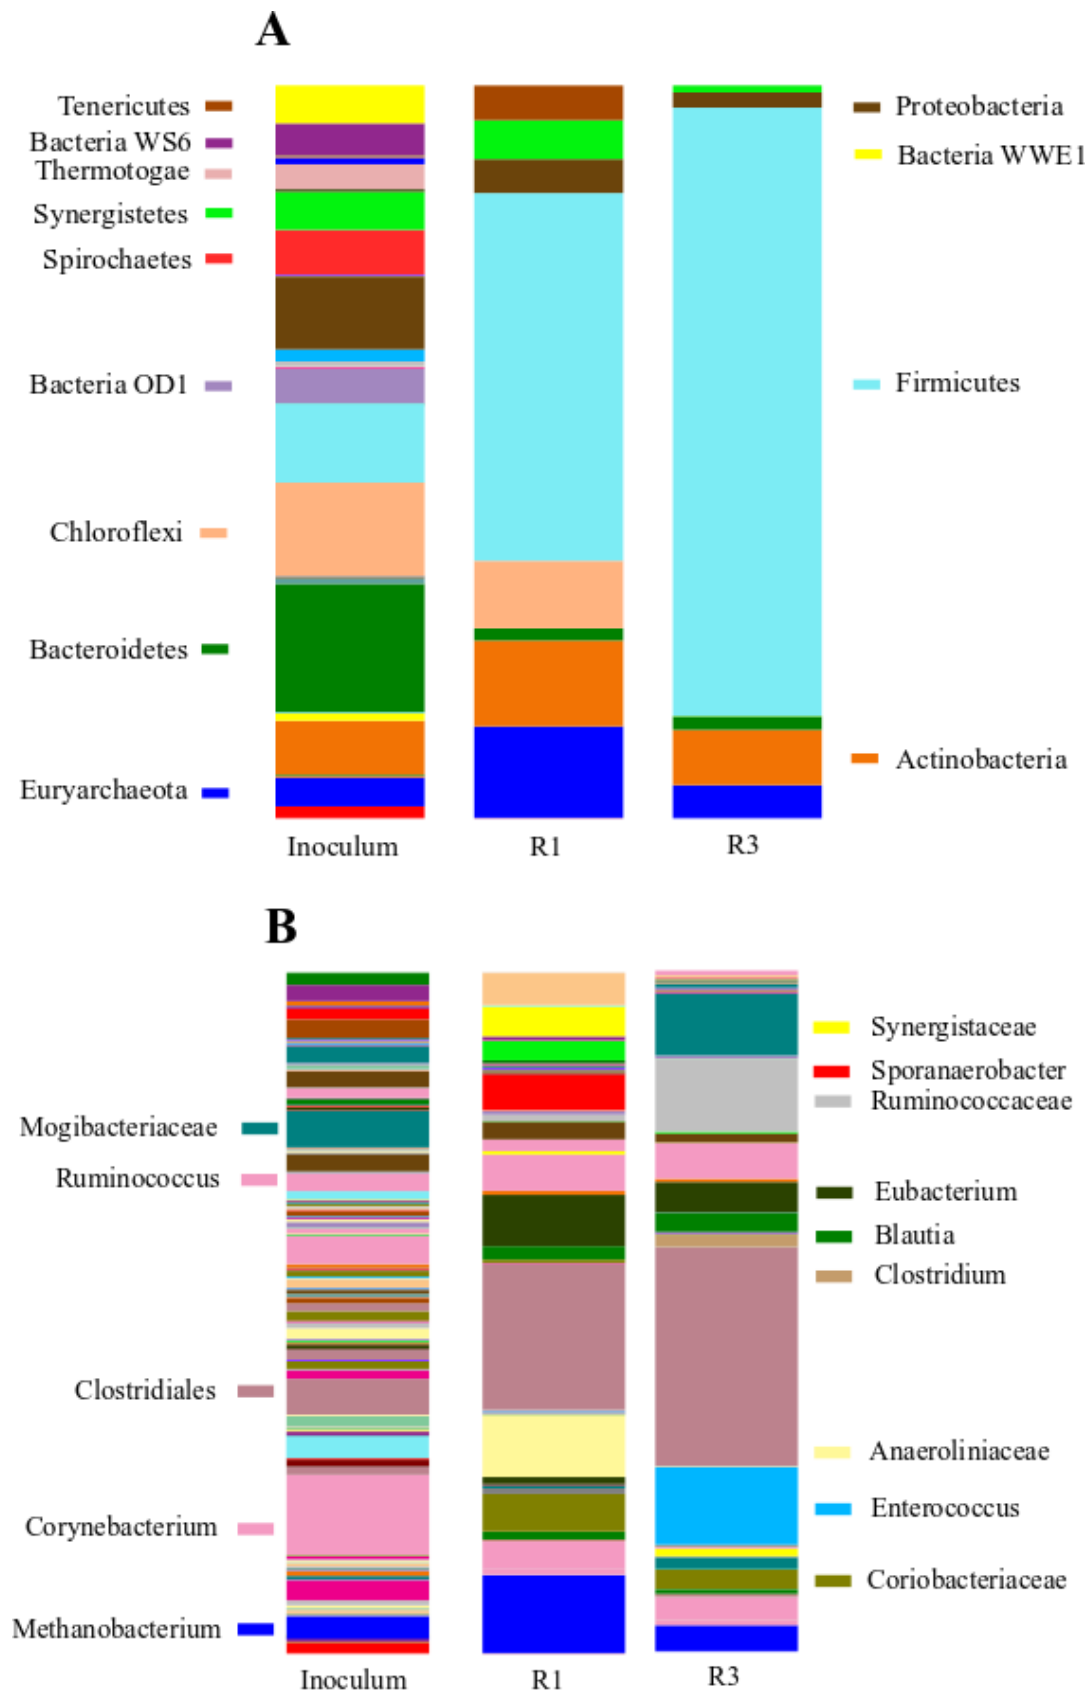 A
Tenericutes
Bacteria WS6
Thermotogae
Synergistetes
Spirochaetes
Bacteria OD1
Chloroflexi
Bacteroidetes
Euryarchaeota
Proteobacteria
Bacteria WWE1
Firmicutes
Actinobacteria
Inoculum R1 R3
B
Mogibacteriaceae
Ruminococcus
Clostridiales
Corynebacterium
Methanobacterium
Synergistaceae
Sporanaerobacter
Ruminococcaceae
Eubacterium
Blautia
Clostridium
Anaeroliniaceae
Enterococcus
Coriobacteriaceae
Inoculum R1 R3